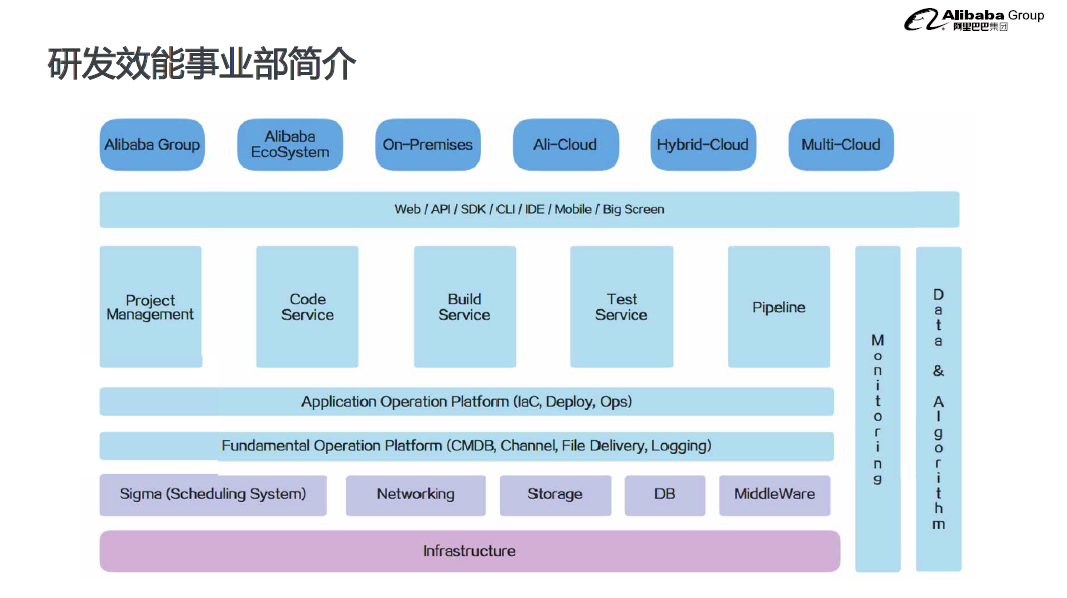 Alibaba Group
阿里巴巴集团
研发效能事业部简介
Alibaba Group
Alibaba
EcoSystem
On-Premises
Ali-Cloud
Hybrid-Cloud
Multi-Cloud
Web / API / SDK / CLI / IDE / Mobile / Big Screen
Project
Management
Code
Service
Build
Service
Test
Service
Pipeline
Monitoring
Data & Algorithm
Application Operation Platform (IaC, Deploy, Ops)
Fundamental Operation Platform (CMDB, Channel, File Delivery, Logging)
Sigma (Scheduling System)
Networking
Storage
DB
MiddleWare
Infrastructure